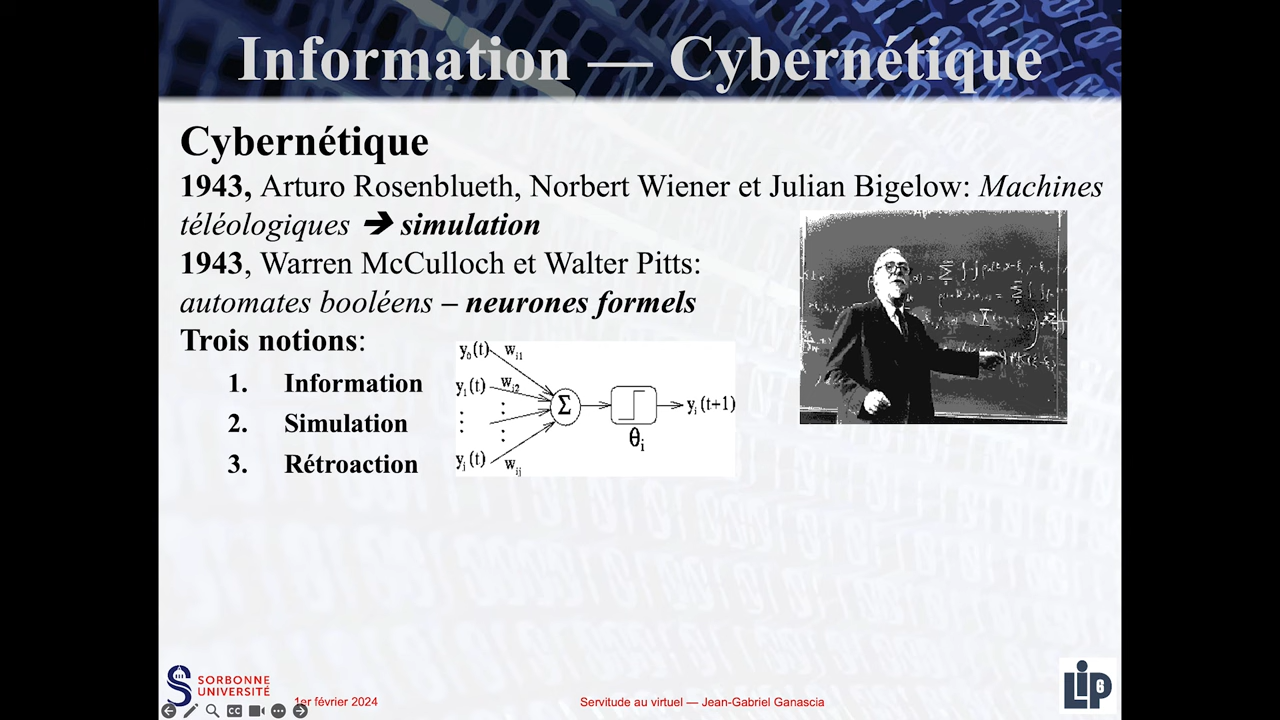 Information — Cybernétique
Cybernétique
1943, Arturo Rosenblueth, Norbert Wiener et Julian Bigelow: Machines
téléologiques ➔ simulation
1943, Warren McCulloch et Walter Pitts:
automates booléens – neurones formels
Trois notions:
1. Information
2. Simulation
3. Rétroaction
y₀(t) wᵢ₁
y₁(t) wᵢ₂
Σ
yᵢ(t+1)
θᵢ
yⱼ(t) wᵢⱼ
SORBONNE
UNIVERSITÉ
1er février 2024
Servitude au virtuel — Jean-Gabriel Ganascia
LIP6
CC